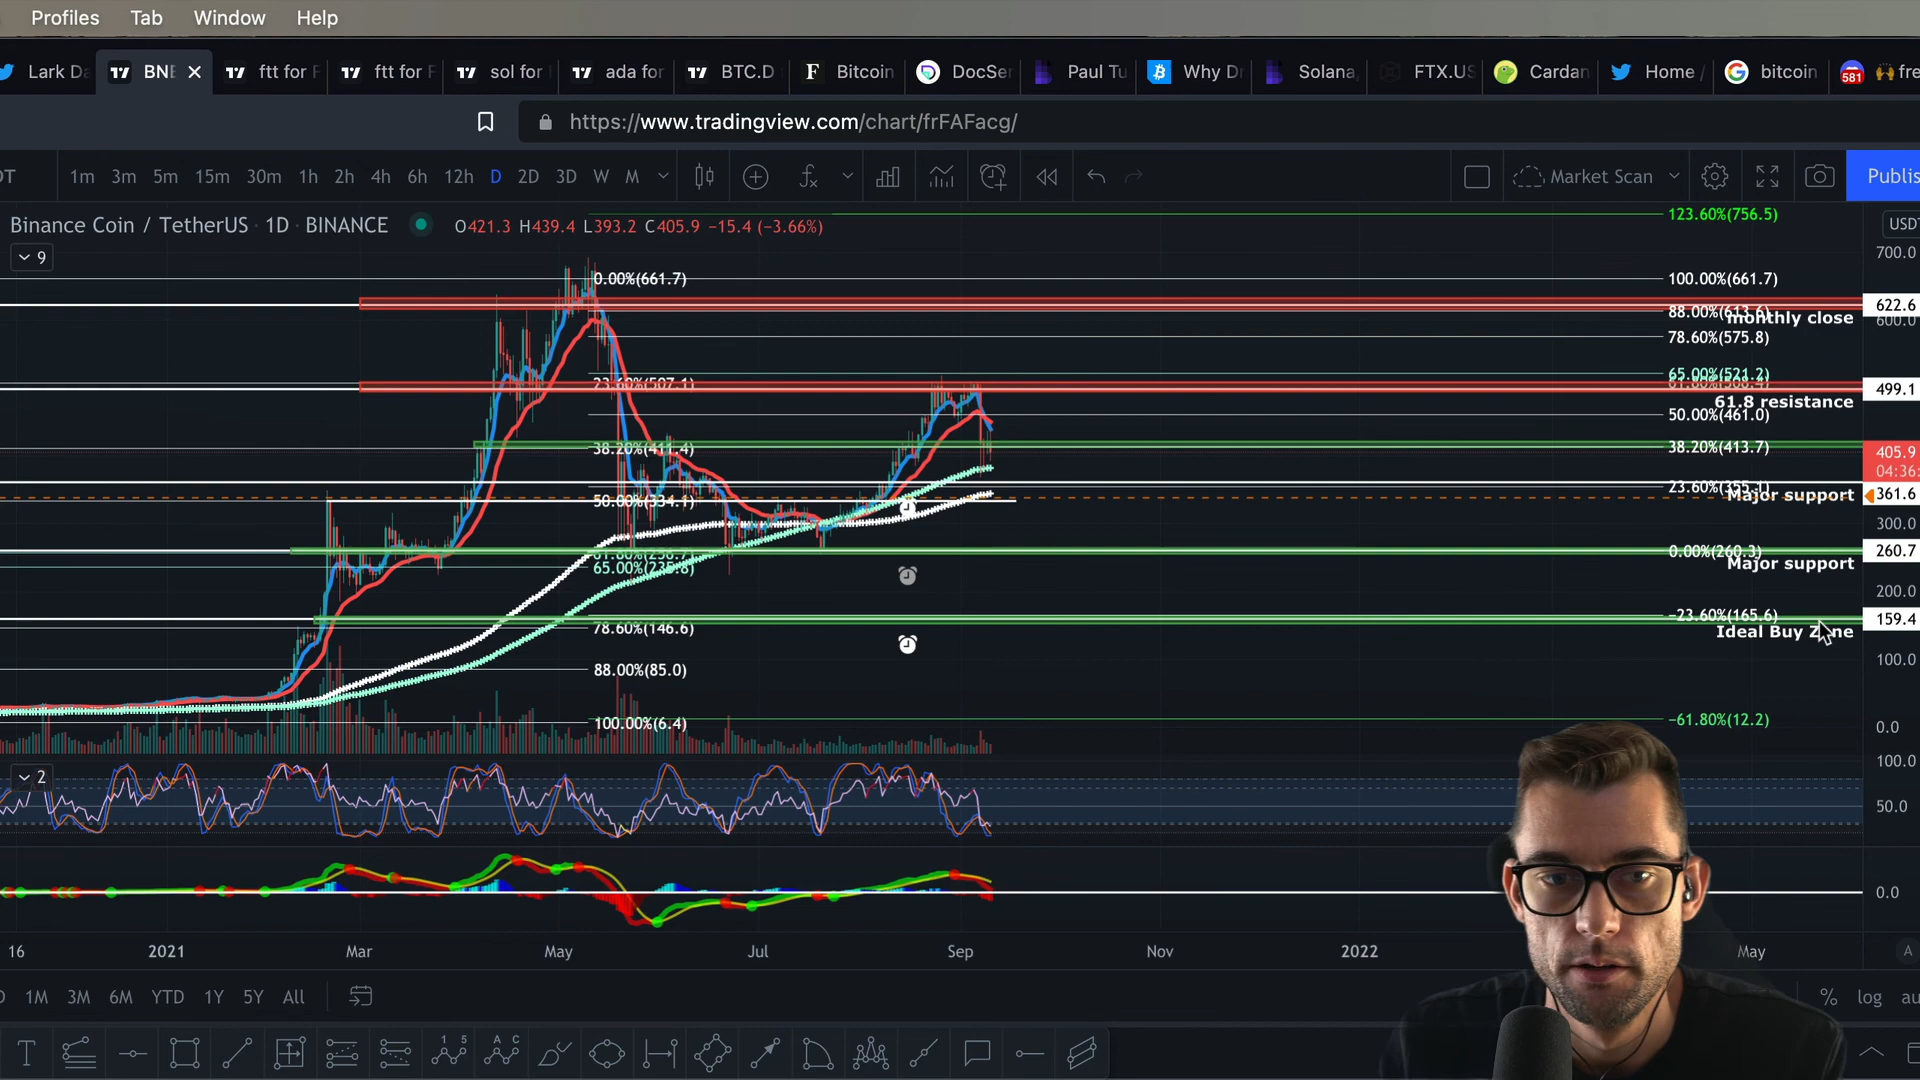 Profiles Tab Window Help
Lark Da BNB ftt for F ftt for F sol for ada for BTC.D Bitcoin DocSer Paul Tu Why Dr Solana, FTX.US Cardan Home / bitcoin 581 fre
https://www.tradingview.com/chart/frFAFacg/
DT 1m 3m 5m 15m 30m 1h 2h 4h 6h 12h D 2D 3D W M Market Scan Publis
Binance Coin / TetherUS · 1D · BINANCE O421.3 H439.4 L393.2 C405.9 −15.4 (−3.66%)
9
123.60%(756.5)
USDT
700.0
0.00%(661.7) 100.00%(661.7)
622.6
88.00%(613.6)
monthly close
600.0
78.60%(575.8)
65.00%(521.2)
23.60%(507.1)
499.1
61.8 resistance
50.00%(461.0)
38.20%(411.4) 38.20%(413.7)
405.9
04:36:
23.60%(355.1)
Major support
361.6
50.00%(334.1)
300.0
0.00%(260.3)
260.7
Major support
65.00%(235.8)
200.0
−23.60%(165.6)
159.4
78.60%(146.6)
Ideal Buy Zone
100.0
88.00%(85.0)
100.00%(6.4)
−61.80%(12.2)
0.0
2
100.0
50.0
0.0
16 2021 Mar May Jul Sep Nov 2022 May A
D 1M 3M 6M YTD 1Y 5Y All % log au